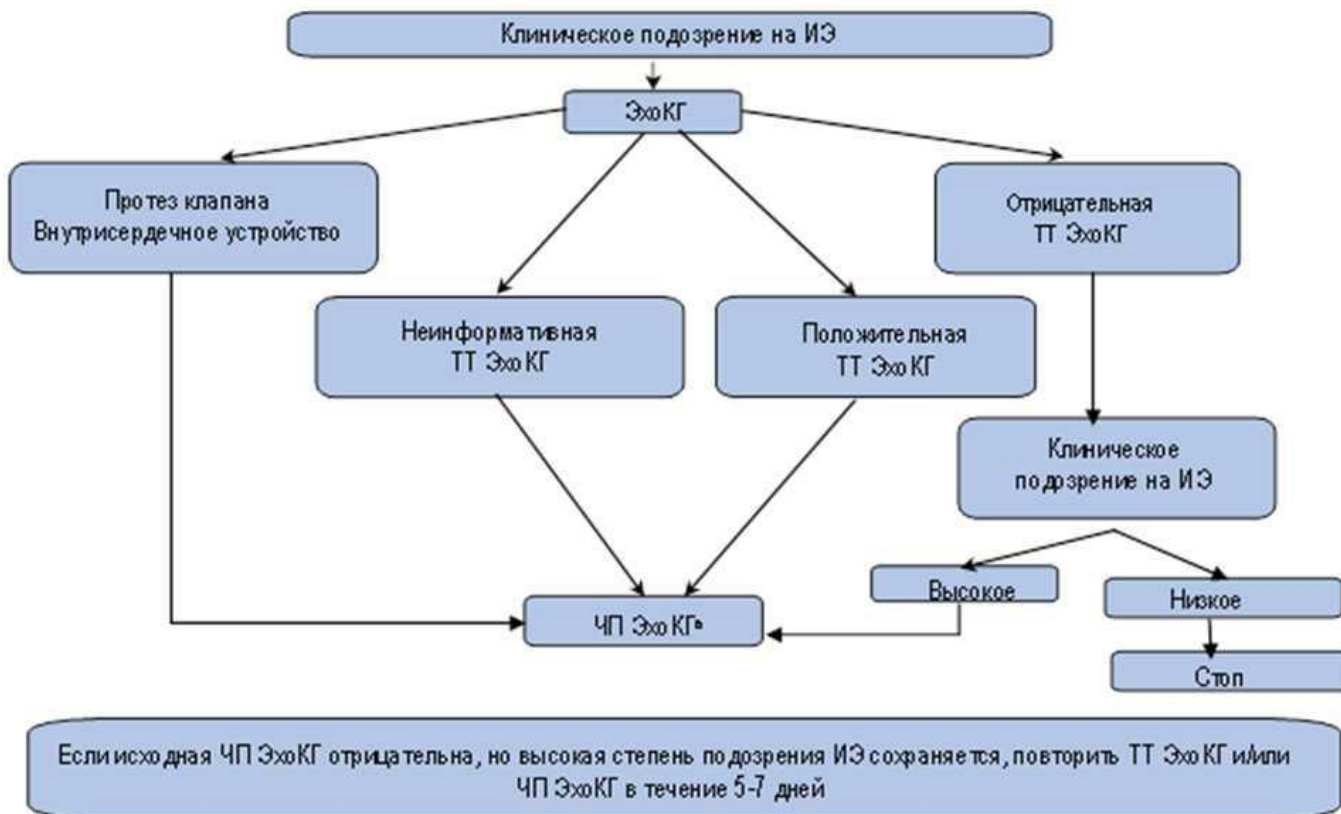 Клиническое подозрение на ИЭ
ЭхоКГ
Протез клапана
Внутрисердечное устройство
Отрицательная
ТТ ЭхоКГ
Неинформативная
ТТ ЭхоКГ
Положительная
ТТ ЭхоКГ
Клиническое
подозрение на ИЭ
Высокое
Низкое
ЧП ЭхоКГª
Стоп
Если исходная ЧП ЭхоКГ отрицательна, но высокая степень подозрения ИЭ сохраняется, повторить ТТ ЭхоКГ и/или
ЧП ЭхоКГ в течение 5-7 дней